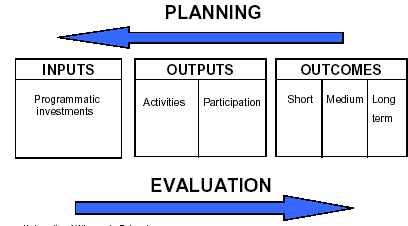 PLANNING
INPUTS
OUTPUTS
OUTCOMES
Programmatic
investments
Activities
Participation
Short
Medium
Long
term
EVALUATION